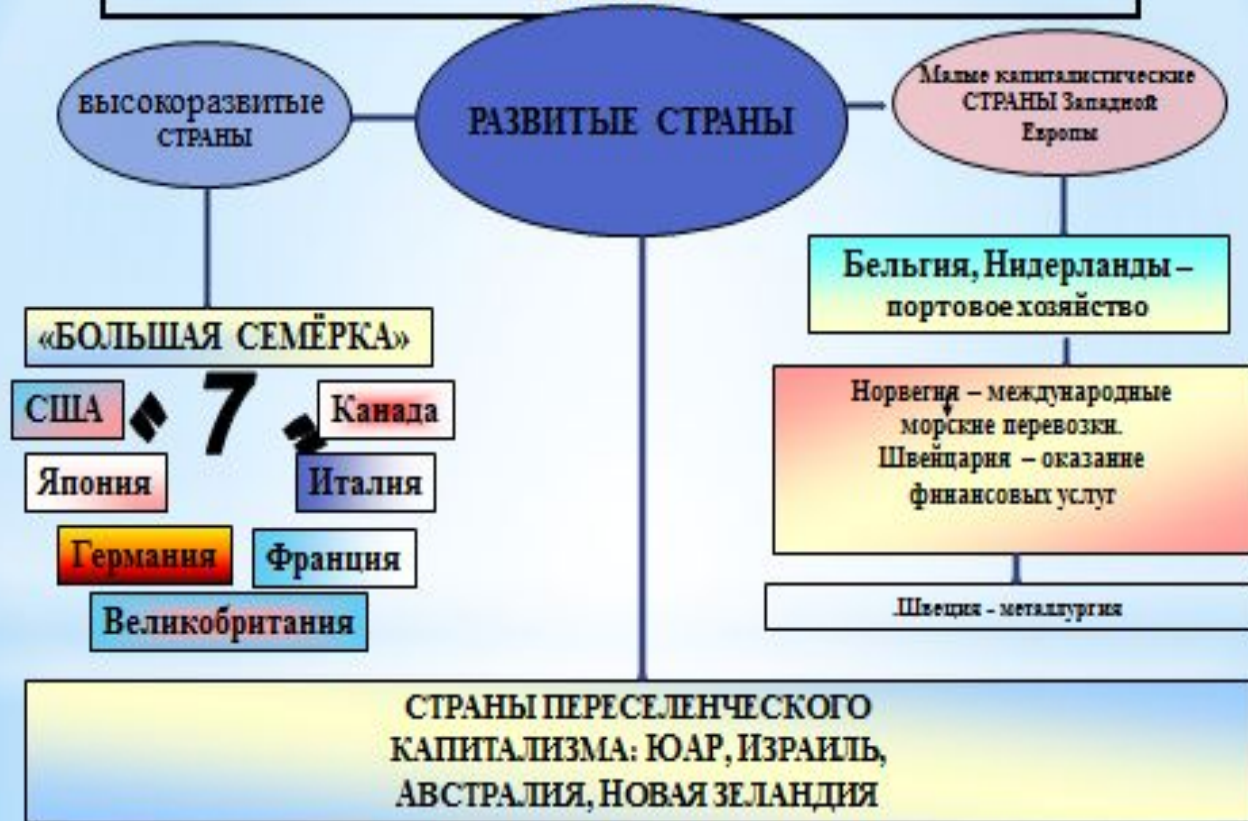 РАЗВИТЫЕ СТРАНЫ
ВЫСОКОРАЗВИТЫЕ
СТРАНЫ
«БОЛЬШАЯ СЕМЁРКА»
«7»
США
Канада
Япония
Италия
Германия
Франция
Великобритания
Малые капиталистические
СТРАНЫ Западной
Европы
Бельгия, Нидерланды –
портовое хозяйство
Норвегия – международные
морские перевозки.
Швейцария – оказание
финансовых услуг
.Швеция - металлургия
СТРАНЫ ПЕРЕСЕЛЕНЧЕСКОГО
КАПИТАЛИЗМА: ЮАР, ИЗРАИЛЬ,
АВСТРАЛИЯ, НОВАЯ ЗЕЛАНДИЯ